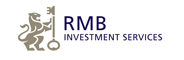 RMB
INVESTMENT SERVICES